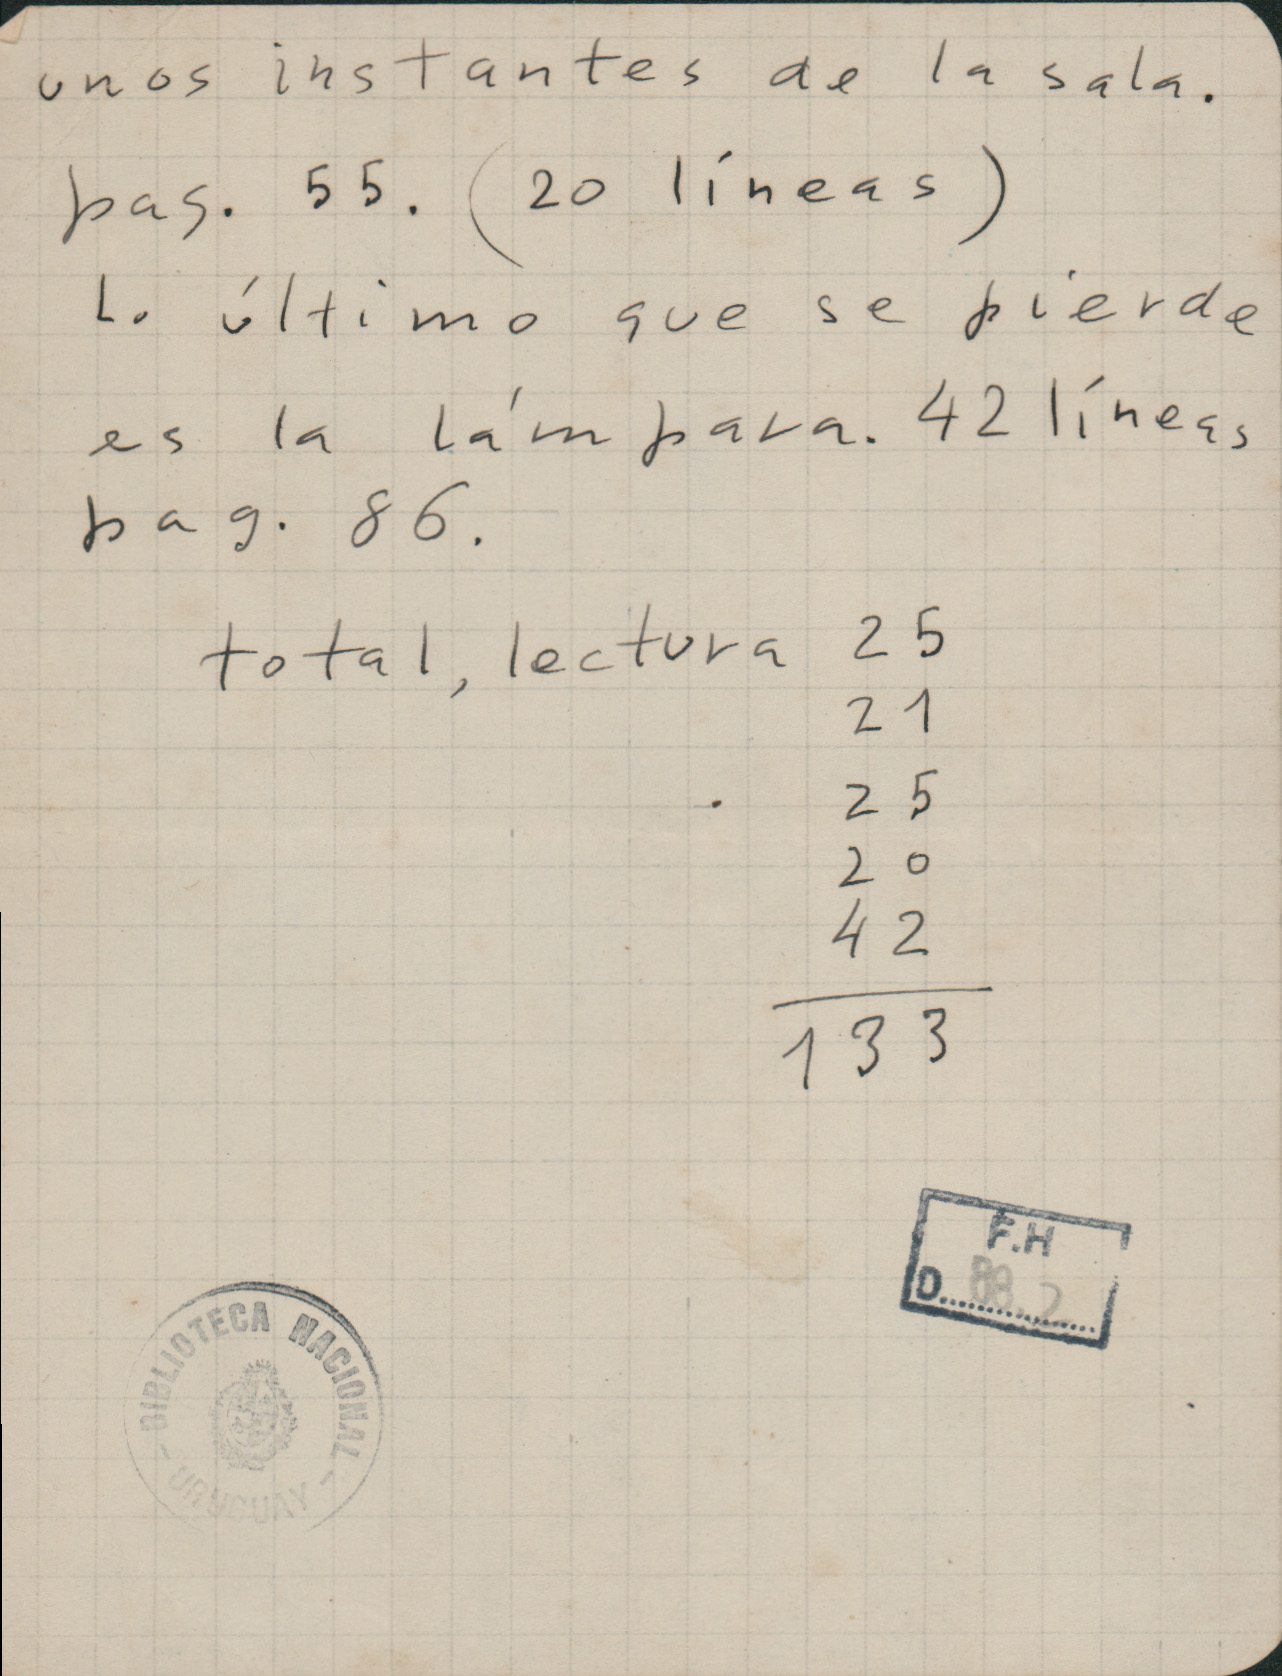 unos instantes de la sala.
pag. 55. (20 líneas)
Lo último que se pierde
es la lámpara. 42 líneas
pag. 86.
total, lectura 25
21
25
20
42
133
F.H
D. 88.2
BIBLIOTECA NACIONAL
- URUGUAY -